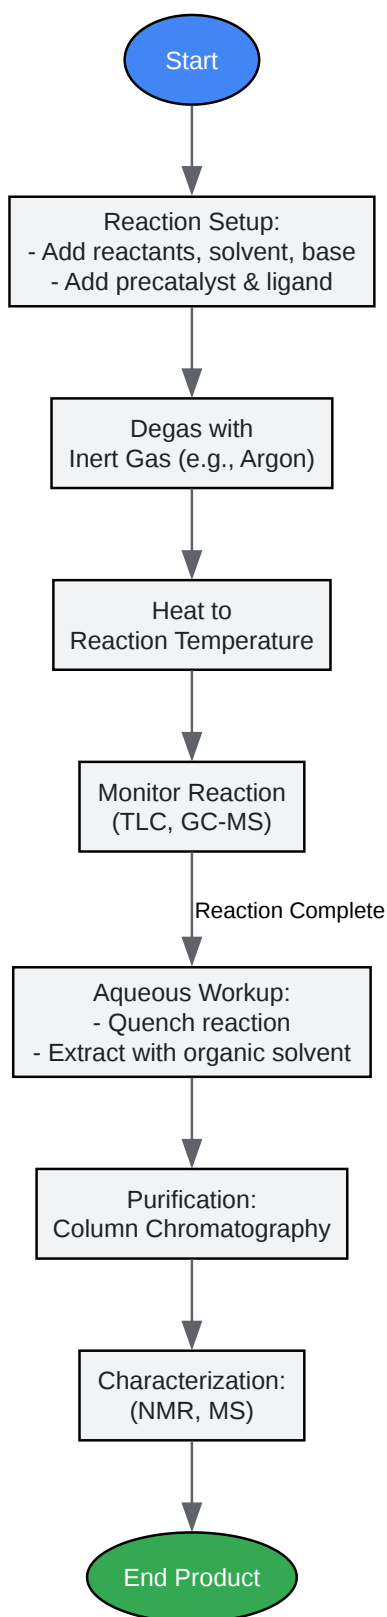 Start
Reaction Setup:
- Add reactants, solvent, base
- Add precatalyst & ligand
Degas with
Inert Gas (e.g., Argon)
Heat to
Reaction Temperature
Monitor Reaction
(TLC, GC-MS)
Reaction Complete
Aqueous Workup:
- Quench reaction
- Extract with organic solvent
Purification:
Column Chromatography
Characterization:
(NMR, MS)
End Product